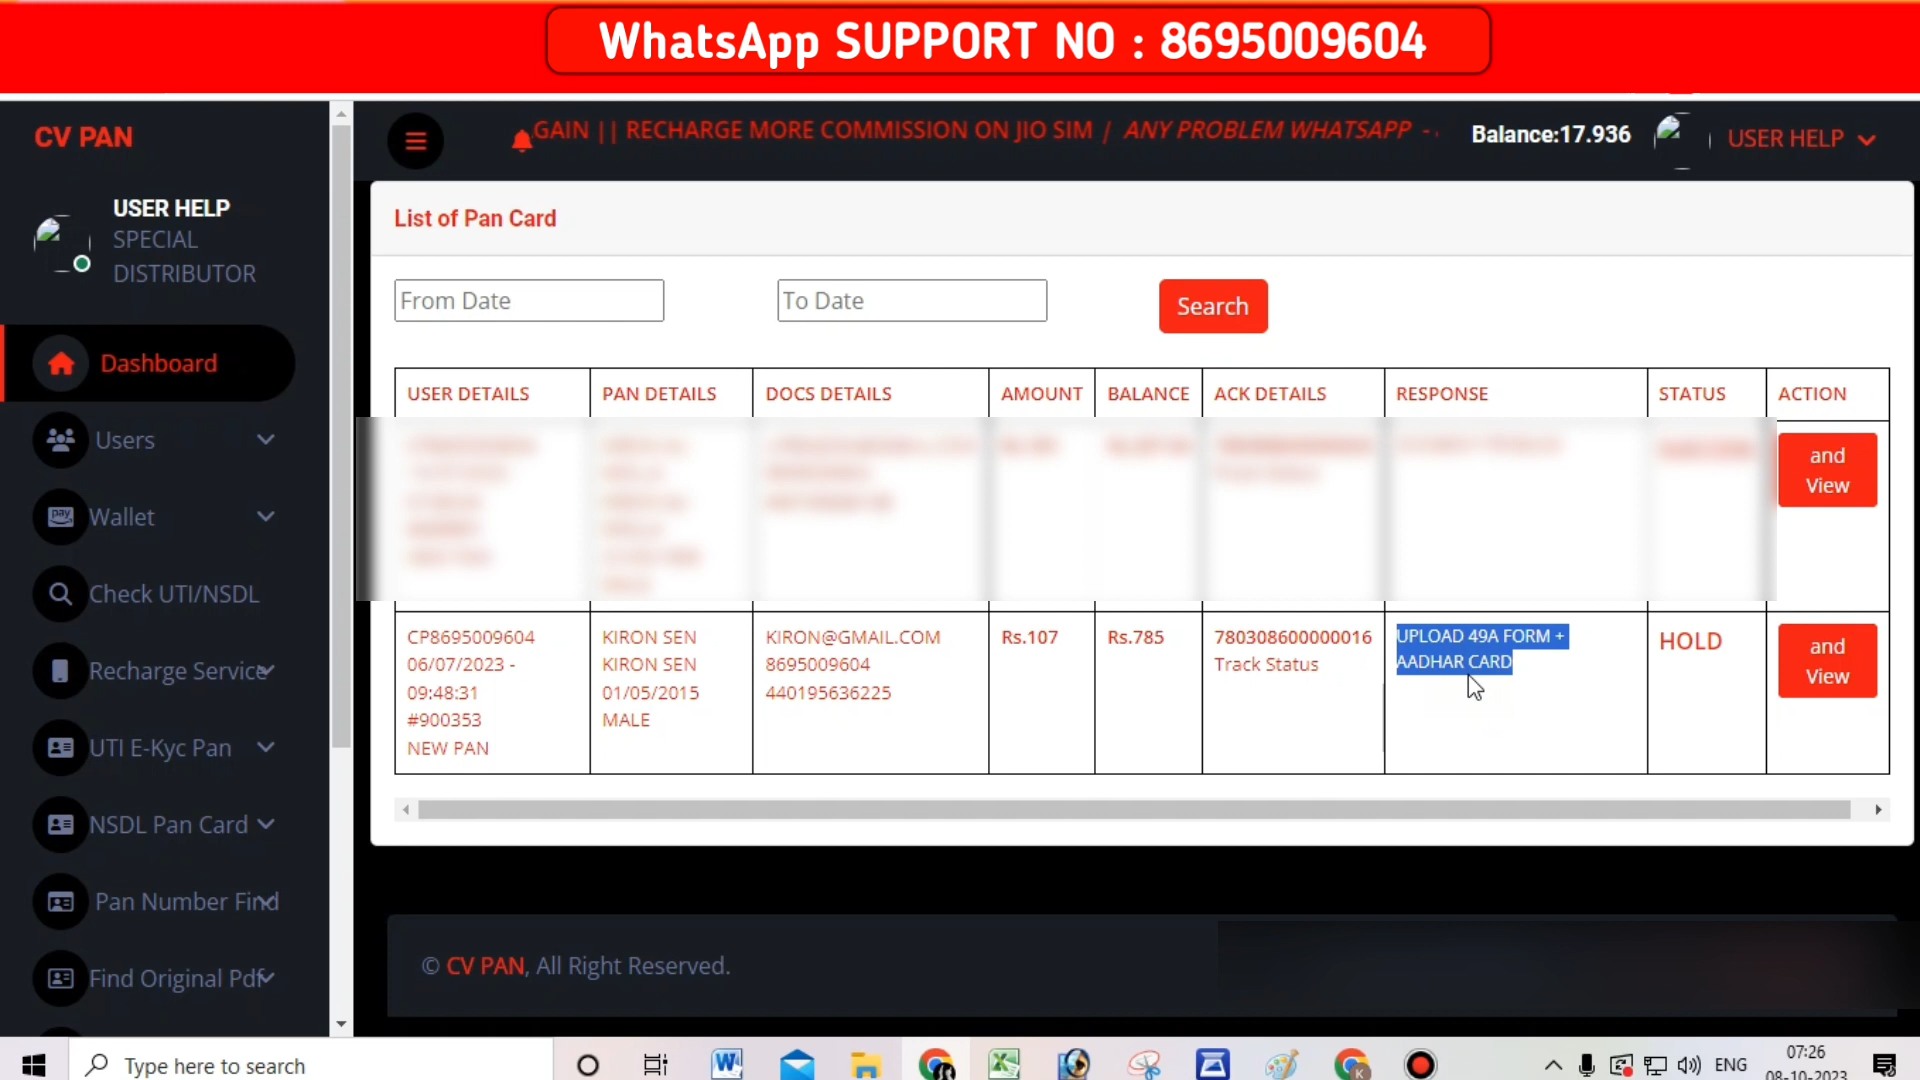 WhatsApp SUPPORT NO : 8695009604
CV PAN
GAIN || RECHARGE MORE COMMISSION ON JIO SIM / ANY PROBLEM WHATSAPP -
Balance:17.936
USER HELP
USER HELP
SPECIAL
DISTRIBUTOR
Dashboard
Users
Wallet
Check UTI/NSDL
Recharge Service
UTI E-Kyc Pan
NSDL Pan Card
Pan Number Find
Find Original Pdf
List of Pan Card
From Date
To Date
Search
USER DETAILS PAN DETAILS DOCS DETAILS AMOUNT BALANCE ACK DETAILS RESPONSE STATUS ACTION
and
View
CP8695009604
06/07/2023 -
09:48:31
#900353
NEW PAN
KIRON SEN
KIRON SEN
01/05/2015
MALE
KIRON@GMAIL.COM
8695009604
440195636225
Rs.107
Rs.785
780308600000016
Track Status
UPLOAD 49A FORM +
AADHAR CARD
HOLD
and
View
© CV PAN, All Right Reserved.
Type here to search
ENG
07:26
08-10-2023